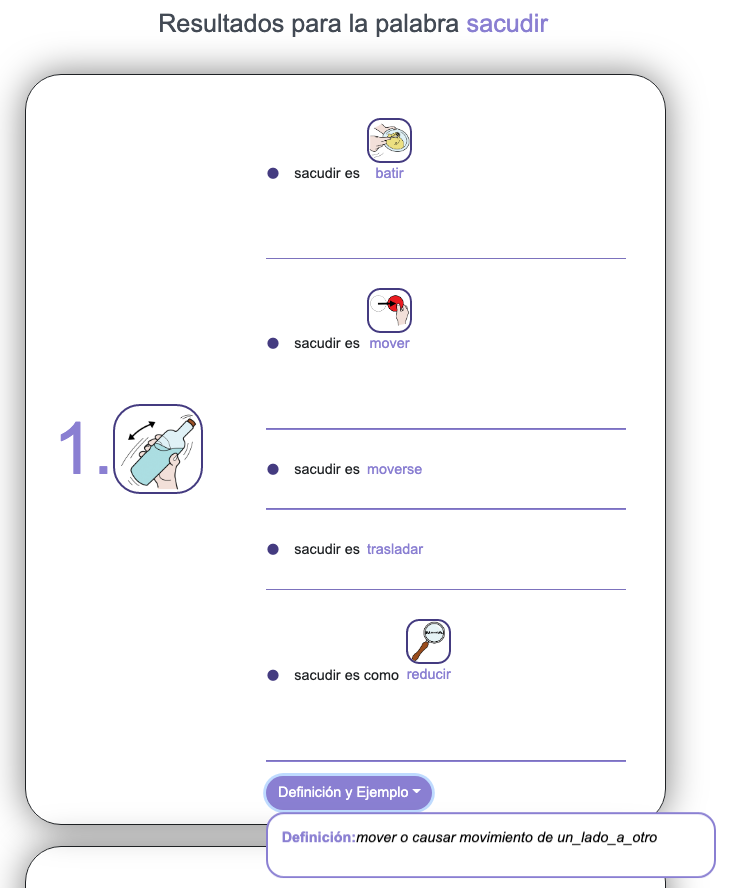 Resultados para la palabra sacudir
sacudir es batir
sacudir es mover
1.
sacudir es moverse
sacudir es trasladar
sacudir es como reducir
Definición y Ejemplo
Definición:mover o causar movimiento de un_lado_a_otro